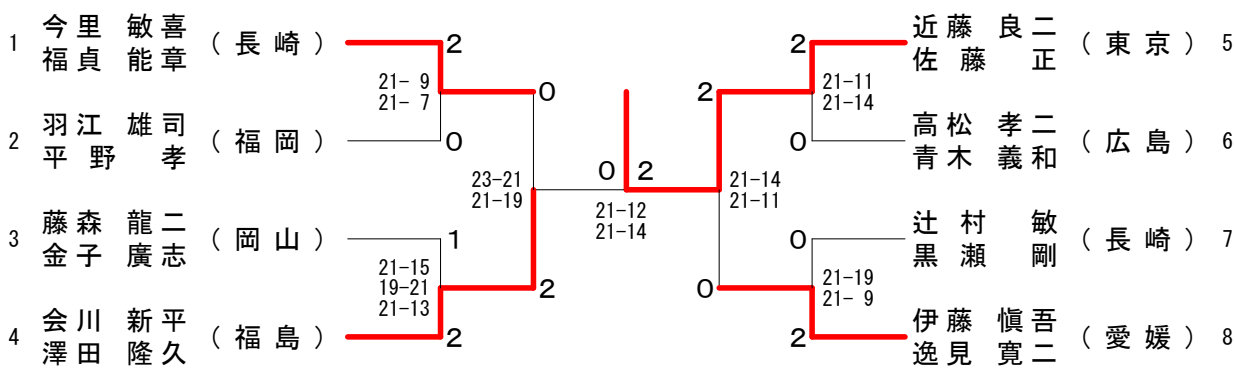 1 今里 敏喜 (長崎) 2
福貞 能章
21- 9
21- 7
0
2 羽江 雄司 (福岡) 0
平野 孝
23-21
21-19
3 藤森 龍二 (岡山) 1
金子 廣志
21-15
19-21
21-13
2
4 会川 新平 (福島) 2
澤田 隆久
0 2
21-12
21-14
2 近藤 良二 (東京) 5
佐藤 正
21-11
21-14
2
0 高松 孝二 (広島) 6
青木 義和
21-14
21-11
0 辻村 敏 (長崎) 7
黒瀬 剛
21-19
21- 9
0
2 伊藤 愼吾 (愛媛) 8
逸見 寛二